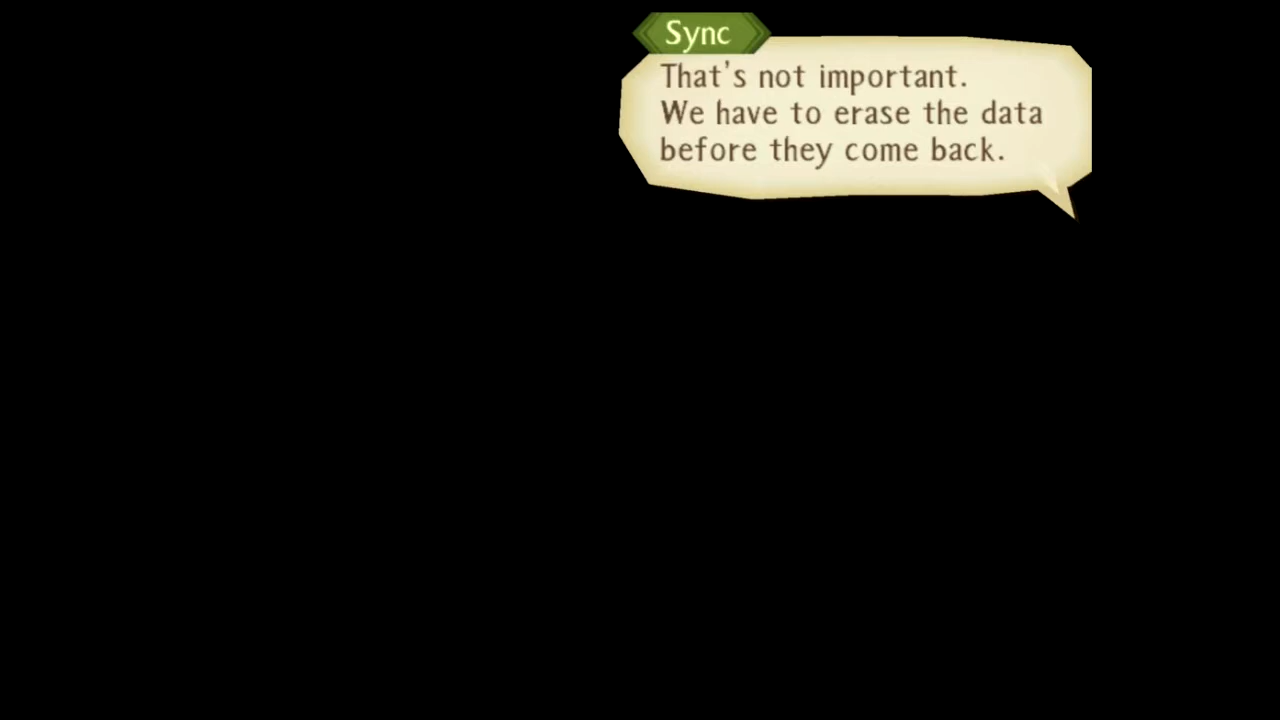 Sync
That's not important.
We have to erase the data
before they come back.